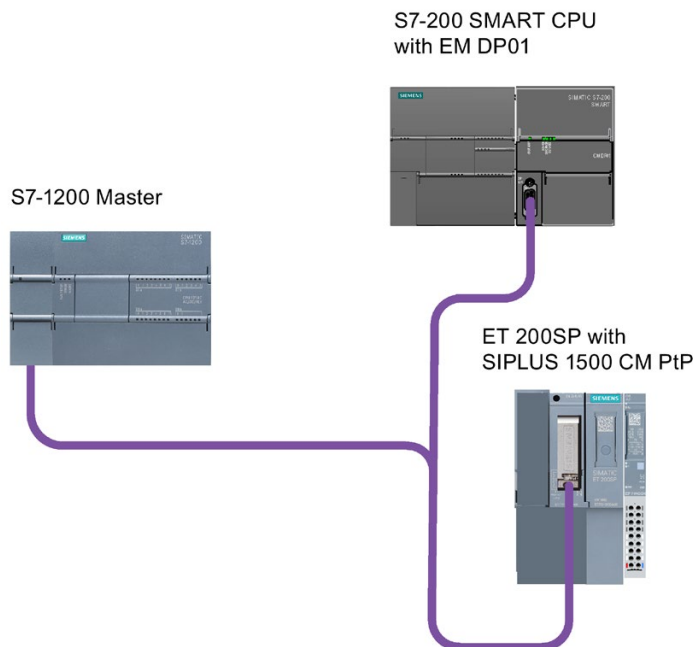 S7-200 SMART CPU
with EM DP01
SIEMENS
SIMATIC S7-200
SMART
S7-1200 Master
SIEMENS
SIMATIC
S7-1200
ET 200SP with
SIPLUS 1500 CM PtP
SIEMENS
SIMATIC
ET 200SP